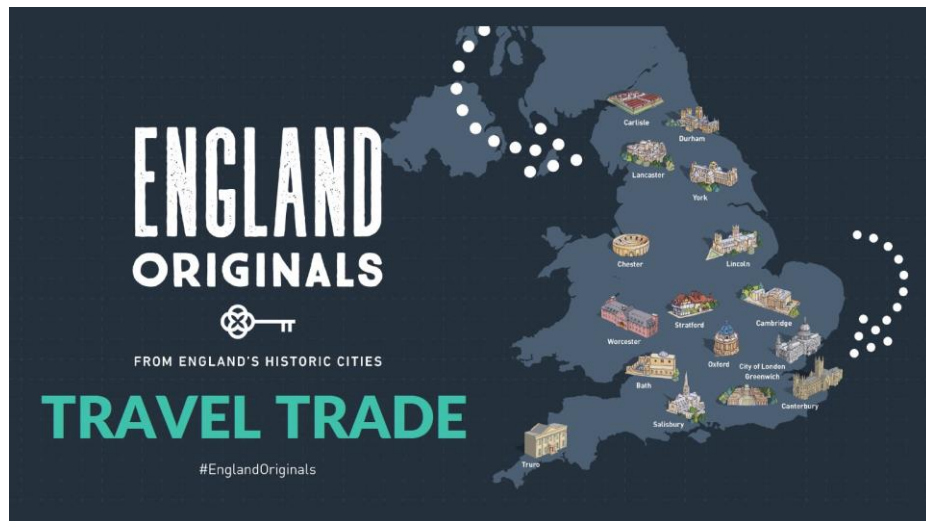 ENGLAND
ORIGINALS
FROM ENGLAND'S HISTORIC CITIES
TRAVEL TRADE
#EnglandOriginals
Carlisle
Durham
Lancaster
York
Chester
Lincoln
Worcester
Stratford
Cambridge
Oxford
City of London
Greenwich
Bath
Salisbury
Canterbury
Truro